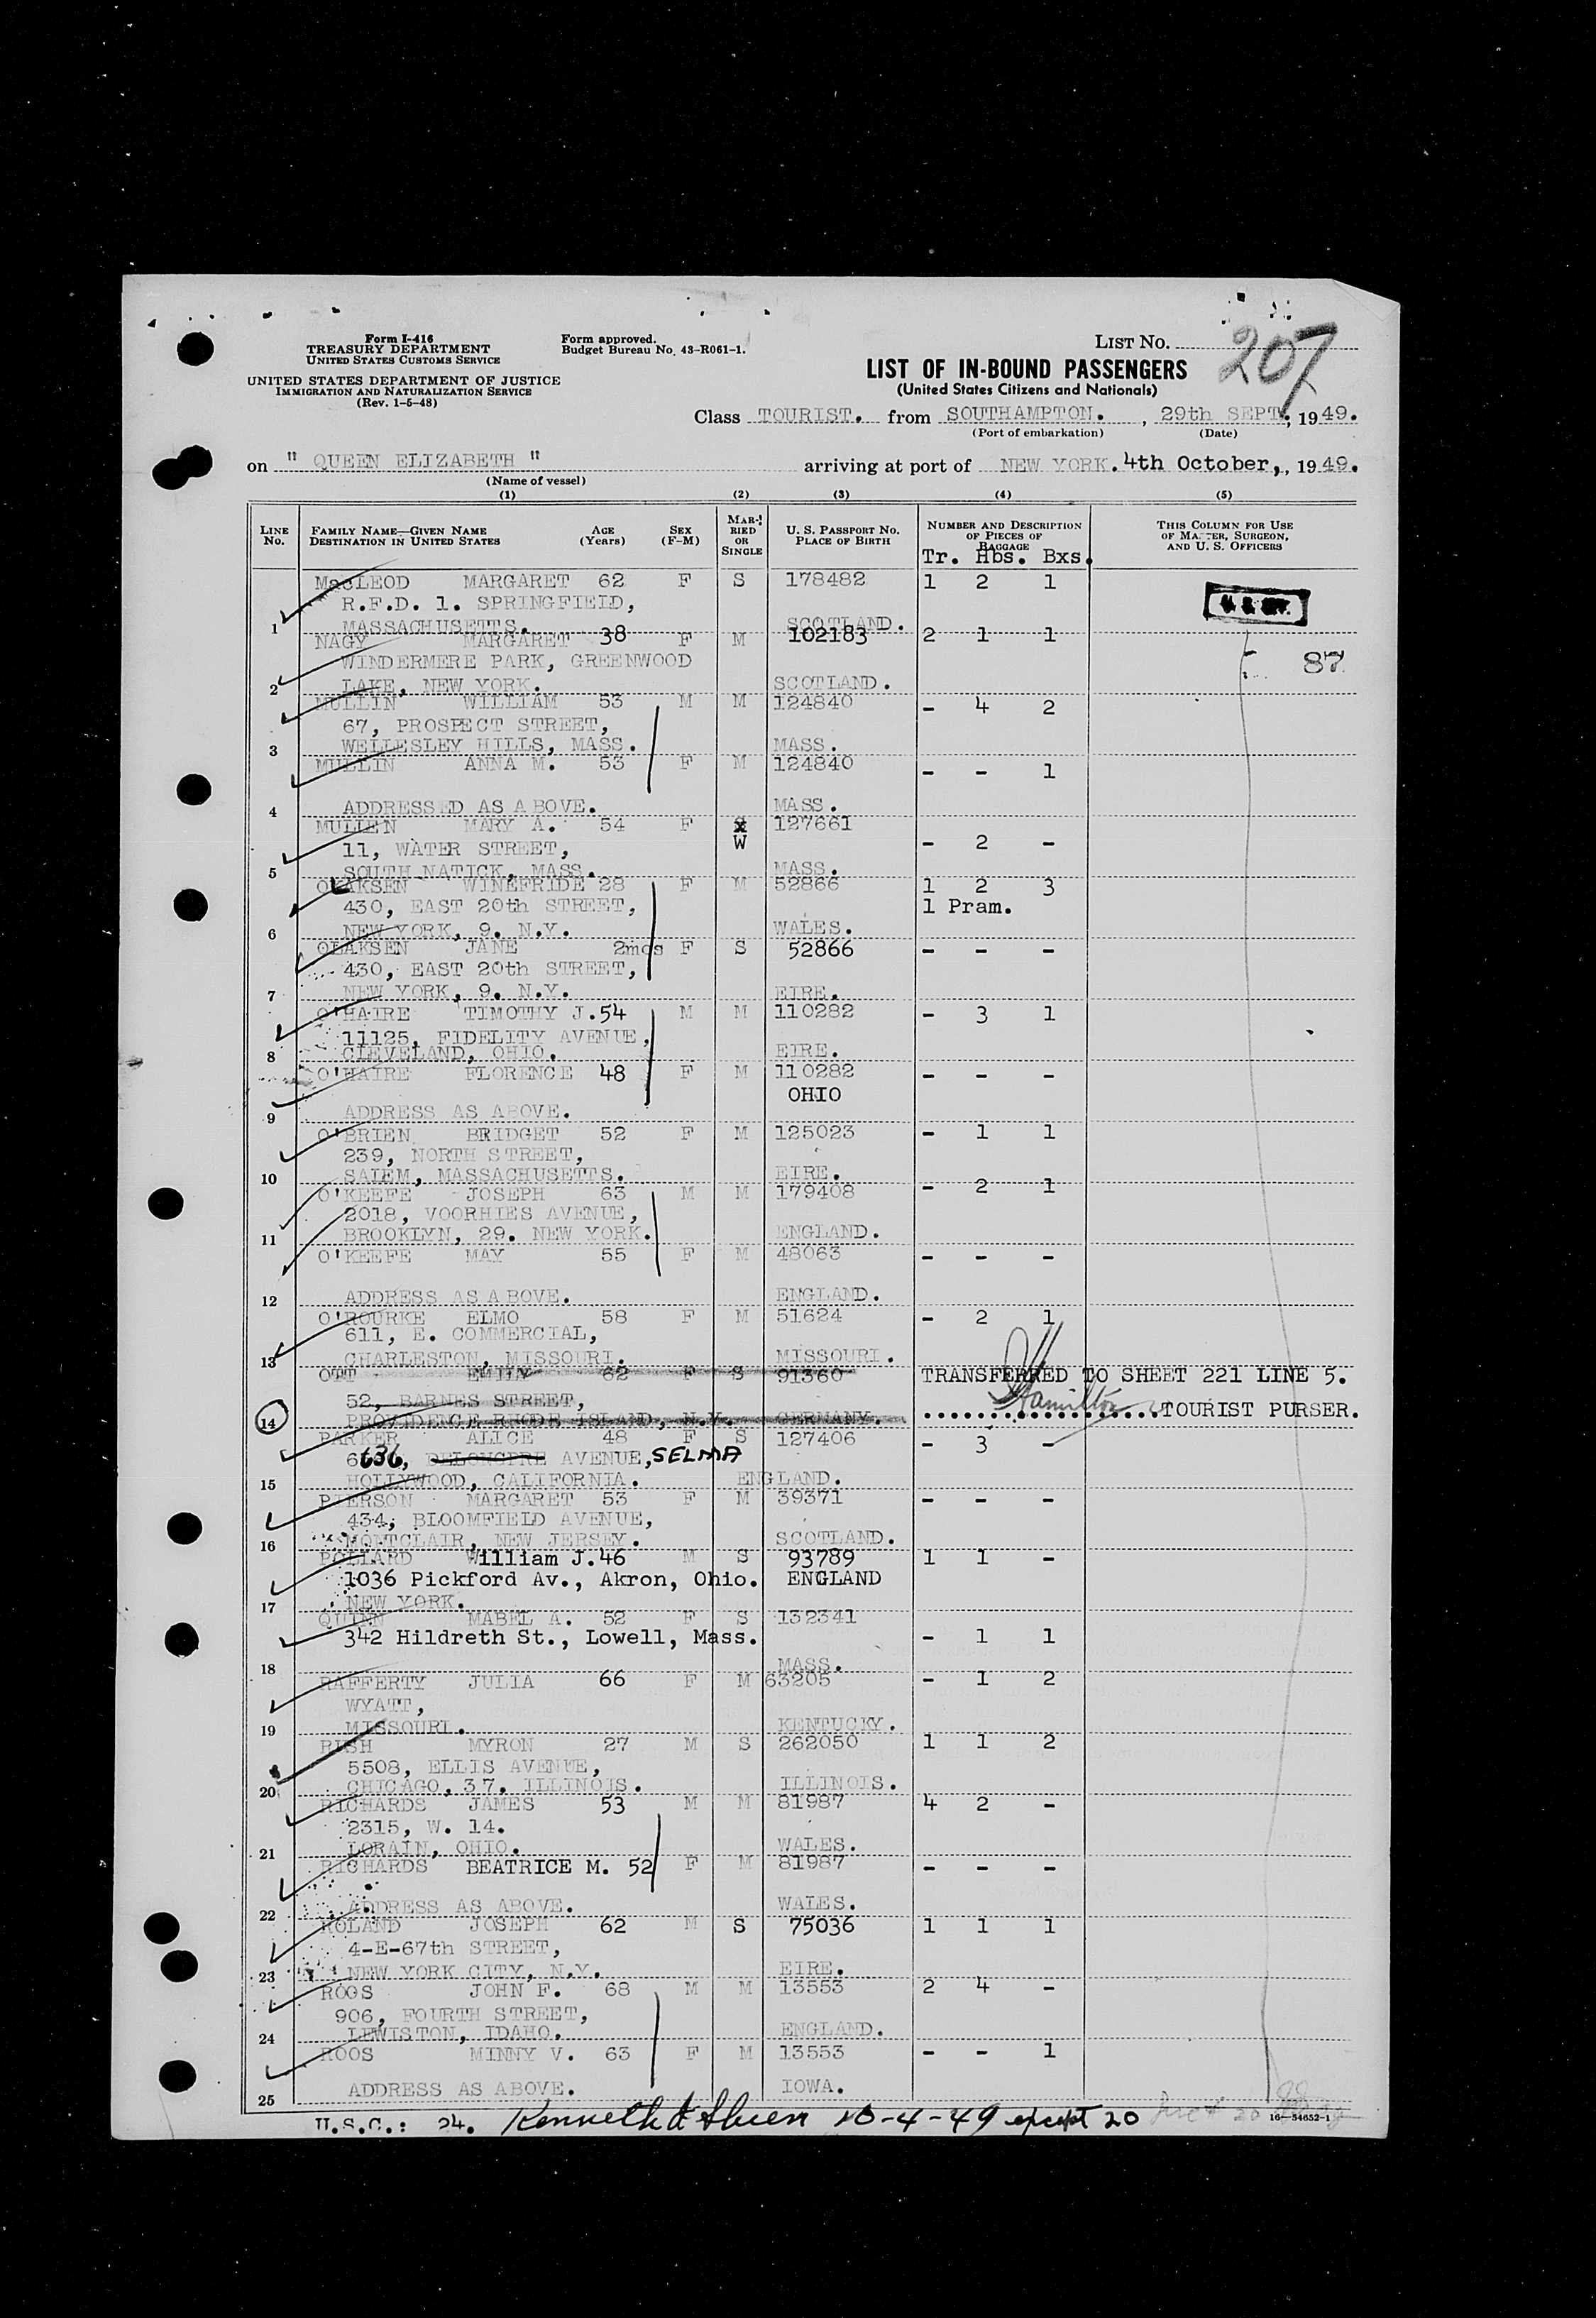 Form I-416
TREASURY DEPARTMENT
UNITED STATES CUSTOMS SERVICE
UNITED STATES DEPARTMENT OF JUSTICE
IMMIGRATION AND NATURALIZATION SERVICE
(Rev. 1-5-48)
Form approved.
Budget Bureau No. 43-R061-1.
LIST No. 207
LIST OF IN-BOUND PASSENGERS
(United States Citizens and Nationals)
Class TOURIST. from SOUTHAMPTON. , 29th SEPT., 1949.
(Port of embarkation) (Date)
on " QUEEN ELIZABETH " arriving at port of NEW YORK. 4th October,, 1949.
(Name of vessel)
(1) (2) (3) (4) (5)
LINE No. FAMILY NAME—GIVEN NAME DESTINATION IN UNITED STATES AGE (Years) SEX (F-M) MARRIED OR SINGLE U. S. PASSPORT No. PLACE OF BIRTH NUMBER AND DESCRIPTION OF PIECES OF BAGGAGE THIS COLUMN FOR USE OF MASTER, SURGEON, AND U. S. OFFICERS
Tr. Hbs. Bxs.
MacLEOD MARGARET 62 F S 178482 1 2 1
R.F.D. 1. SPRINGFIELD,
1 MASSACHUSETTS. SCOTLAND.
NAGY MARGARET 38 F M 102183 2 1 1
WINDERMERE PARK, GREENWOOD 87
2 LAKE, NEW YORK. SCOTLAND.
MULLIN WILLIAM 53 M M 124840 - 4 2
67, PROSPECT STREET,
3 WELLESLEY HILLS, MASS. MASS.
MULLIN ANNA M. 53 F M 124840 - - 1
4 ADDRESSED AS ABOVE. MASS.
MULLEN MARY A. 54 F W 127661
11, WATER STREET, - 2 -
5 SOUTH NATICK, MASS. MASS.
OLAKSEN WINEFRIDE 28 F M 52866 1 2 3
430, EAST 20th STREET, 1 Pram.
6 NEW YORK, 9. N.Y. WALES.
OLAKSEN JANE 2mos F S 52866 - - -
430, EAST 20th STREET,
7 NEW YORK, 9. N.Y. EIRE.
O'HAIRE TIMOTHY J. 54 M M 110282 - 3 1
11125, FIDELITY AVENUE,
8 CLEVELAND, OHIO. EIRE.
O'HAIRE FLORENCE 48 F M 110282 - - -
OHIO
9 ADDRESS AS ABOVE.
O'BRIEN BRIDGET 52 F M 125023 - 1 1
239, NORTH STREET,
10 SALEM, MASSACHUSETTS. EIRE.
O'KEEFE JOSEPH 63 M M 179408 - 2 1
2018, VOORHIES AVENUE,
11 BROOKLYN, 29. NEW YORK. ENGLAND.
O'KEEFE MAY 55 F M 48063 - - -
12 ADDRESS AS ABOVE. ENGLAND.
O'ROURKE ELMO 58 F M 51624 - 2 1
611, E. COMMERCIAL,
13 CHARLESTON, MISSOURI. MISSOURI.
OTT EMILY 62 F S 91360 TRANSFERRED TO SHEET 221 LINE 5.
52, BARNES STREET,
14 PROVIDENCE RHODE ISLAND, N.Y. GERMANY. Hamilton TOURIST PURSER.
PARKER ALICE 48 F S 127406 - 3 -
6636, DELONGPRE AVENUE, SELMA
15 HOLLYWOOD, CALIFORNIA. ENGLAND.
PIERSON MARGARET 53 F M 39371 - - -
434, BLOOMFIELD AVENUE,
16 MONTCLAIR, NEW JERSEY. SCOTLAND.
POLLARD William J. 46 M S 93789 1 1 -
1036 Pickford Av., Akron, Ohio. ENGLAND
17 NEW YORK.
QUINN MABEL A. 52 F S 132341
342 Hildreth St., Lowell, Mass. - 1 1
18 MASS.
RAFFERTY JULIA 66 F M 63205 - 1 2
WYATT,
19 MISSOURI. KENTUCKY.
RISH MYRON 27 M S 262050 1 1 2
5508, ELLIS AVENUE,
20 CHICAGO, 37. ILLINOIS. ILLINOIS.
RICHARDS JAMES 53 M M 81987 4 2 -
2315, W. 14.
21 LORAIN, OHIO. WALES.
RICHARDS BEATRICE M. 52 F M 81987 - - -
22 ADDRESS AS ABOVE. WALES.
ROLAND JOSEPH 62 M S 75036 1 1 1
4-E-67th STREET,
23 NEW YORK CITY, N.Y. EIRE.
ROOS JOHN F. 68 M M 13553 2 4 -
906, FOURTH STREET,
24 LEWISTON, IDAHO. ENGLAND.
ROOS MINNY V. 63 F M 13553 - - 1
25 ADDRESS AS ABOVE. IOWA.
U.S.C.: 24. Kenneth 10-4-49 except 20
16—54652-1